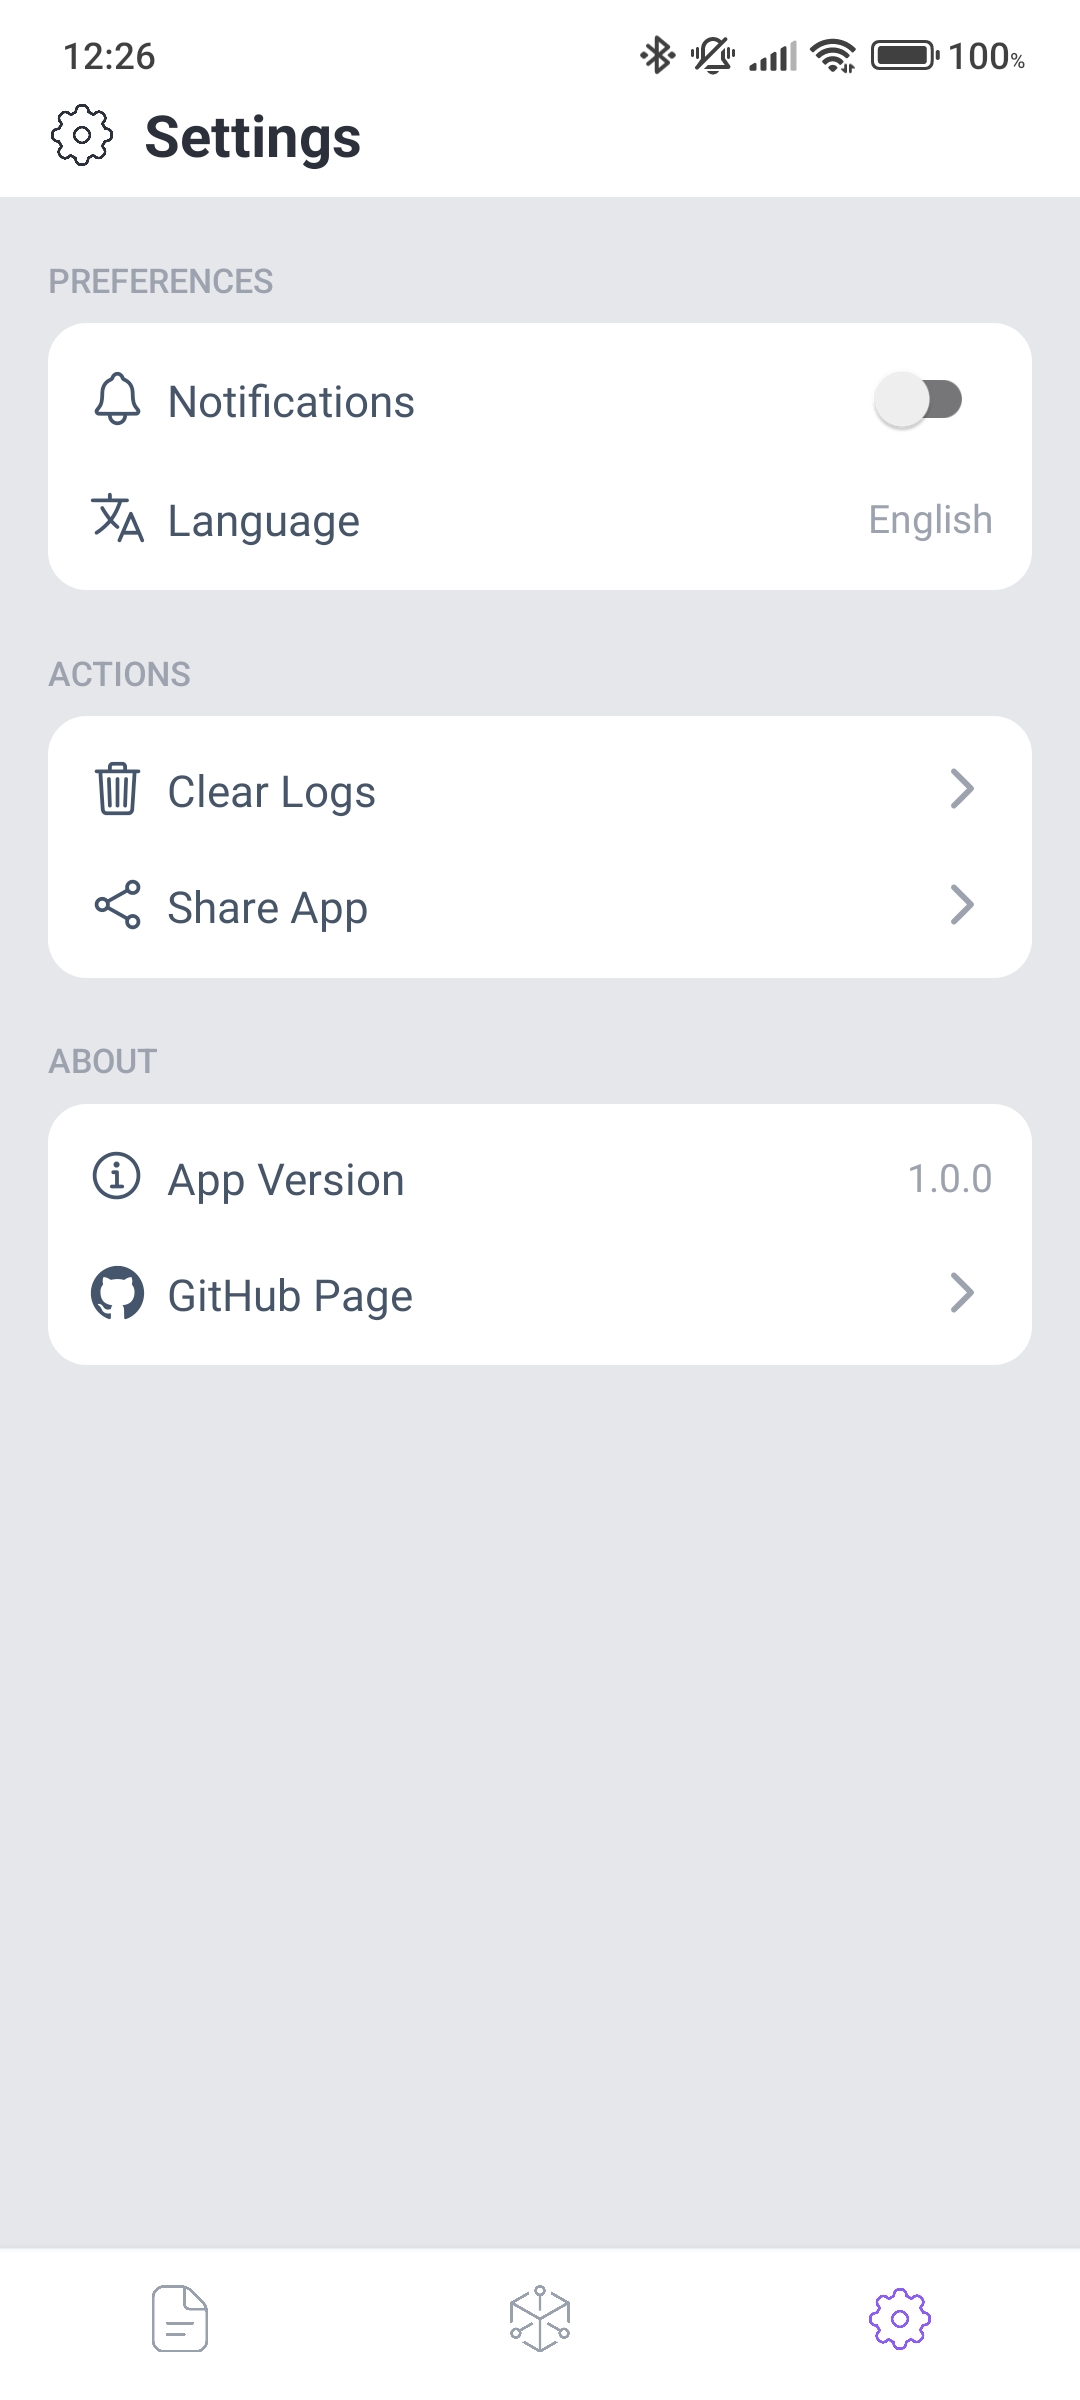 12:26
100%
Settings
PREFERENCES
Notifications
Language
English
ACTIONS
Clear Logs
Share App
ABOUT
App Version
1.0.0
GitHub Page